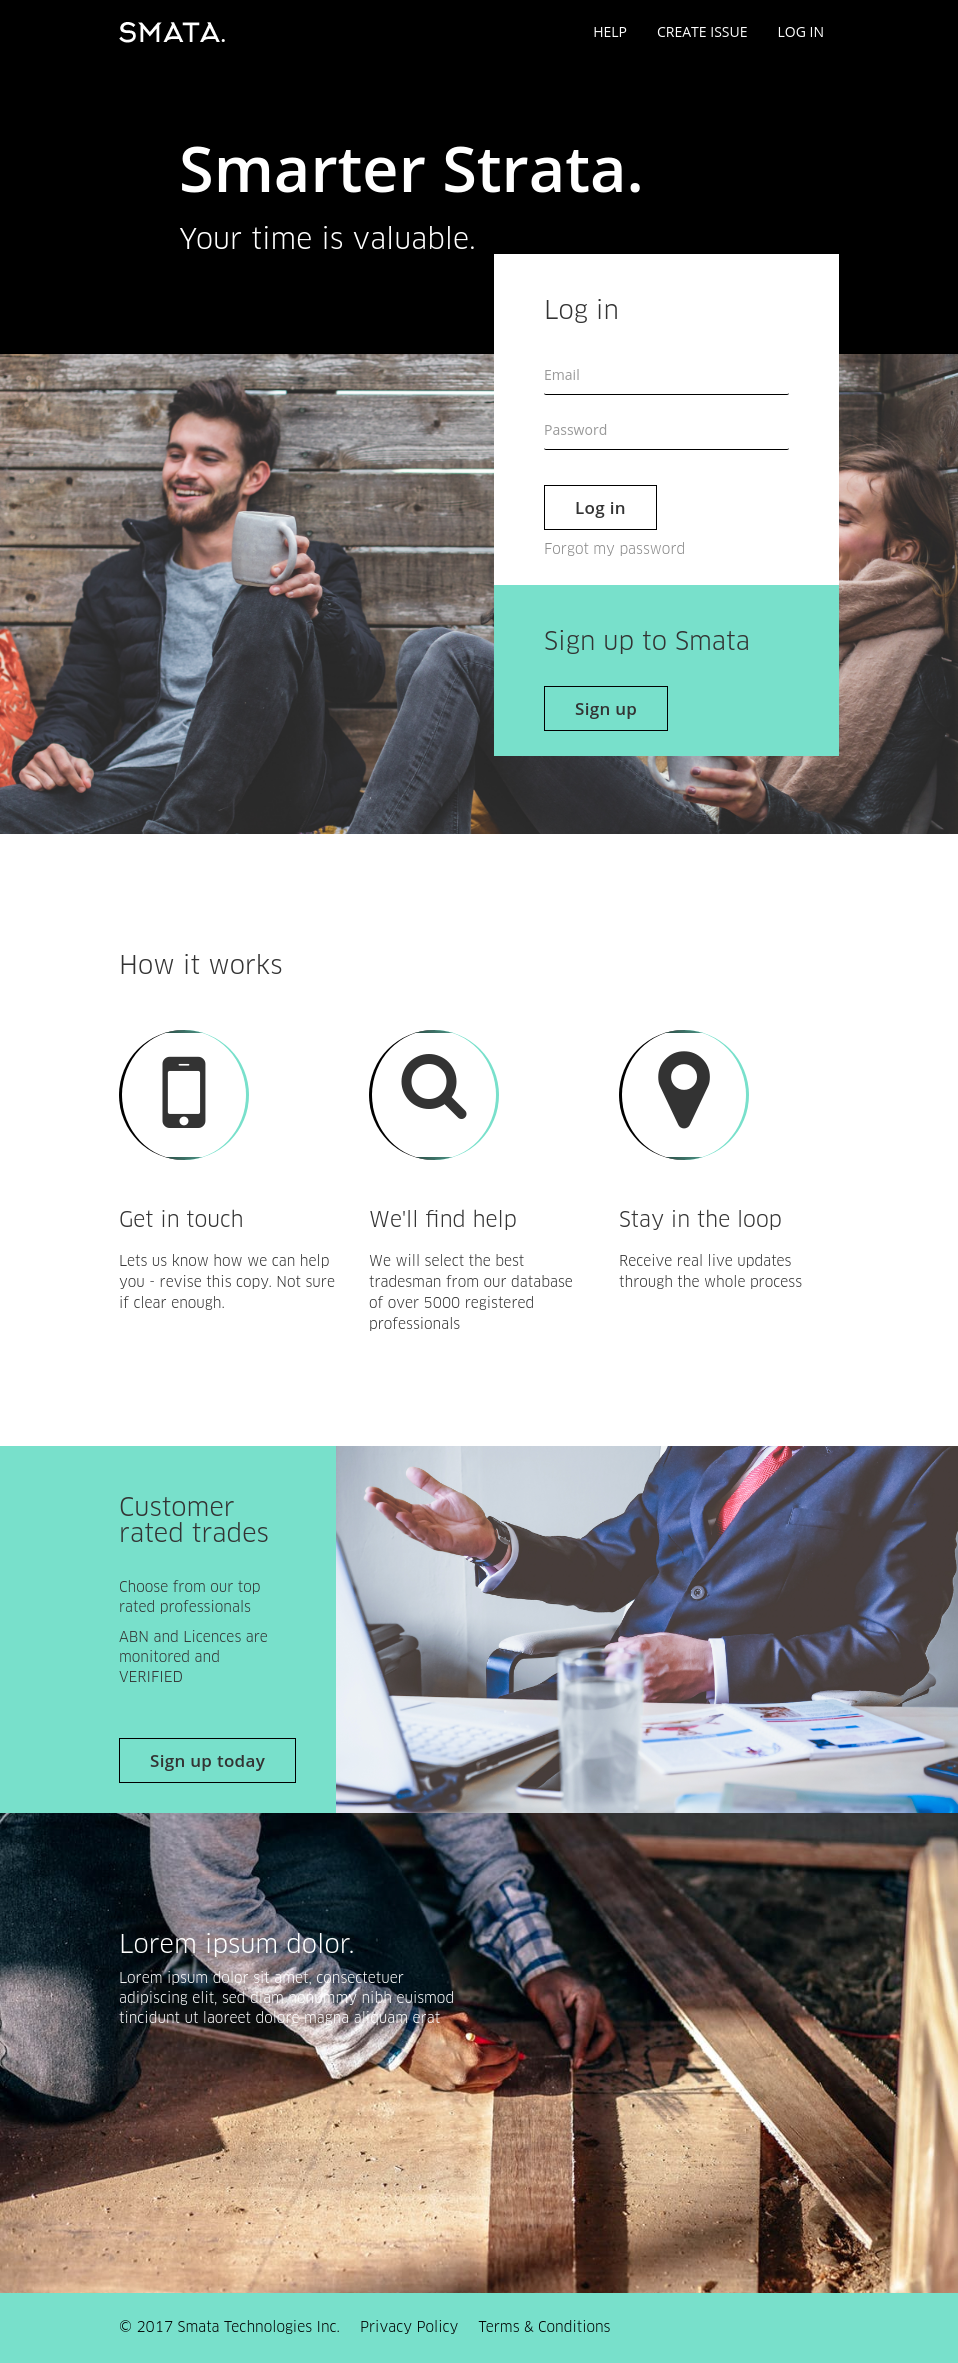 SMATA.
HELP
CREATE ISSUE
LOG IN
Smarter Strata.
Your time is valuable.
Log in
Email
Password
Log in
Forgot my password
Sign up to Smata
Sign up
How it works
Get in touch
Lets us know how we can help
you - revise this copy. Not sure
if clear enough.
We'll find help
We will select the best
tradesman from our database
of over 5000 registered
professionals
Stay in the loop
Receive real live updates
through the whole process
Customer
rated trades
Choose from our top
rated professionals
ABN and Licences are
monitored and
VERIFIED
Sign up today
Lorem ipsum dolor.
Lorem ipsum dolor sit amet, consectetuer
adipiscing elit, sed diam nonummy nibh euismod
tincidunt ut laoreet dolore magna aliquam erat
© 2017 Smata Technologies Inc.
Privacy Policy
Terms & Conditions